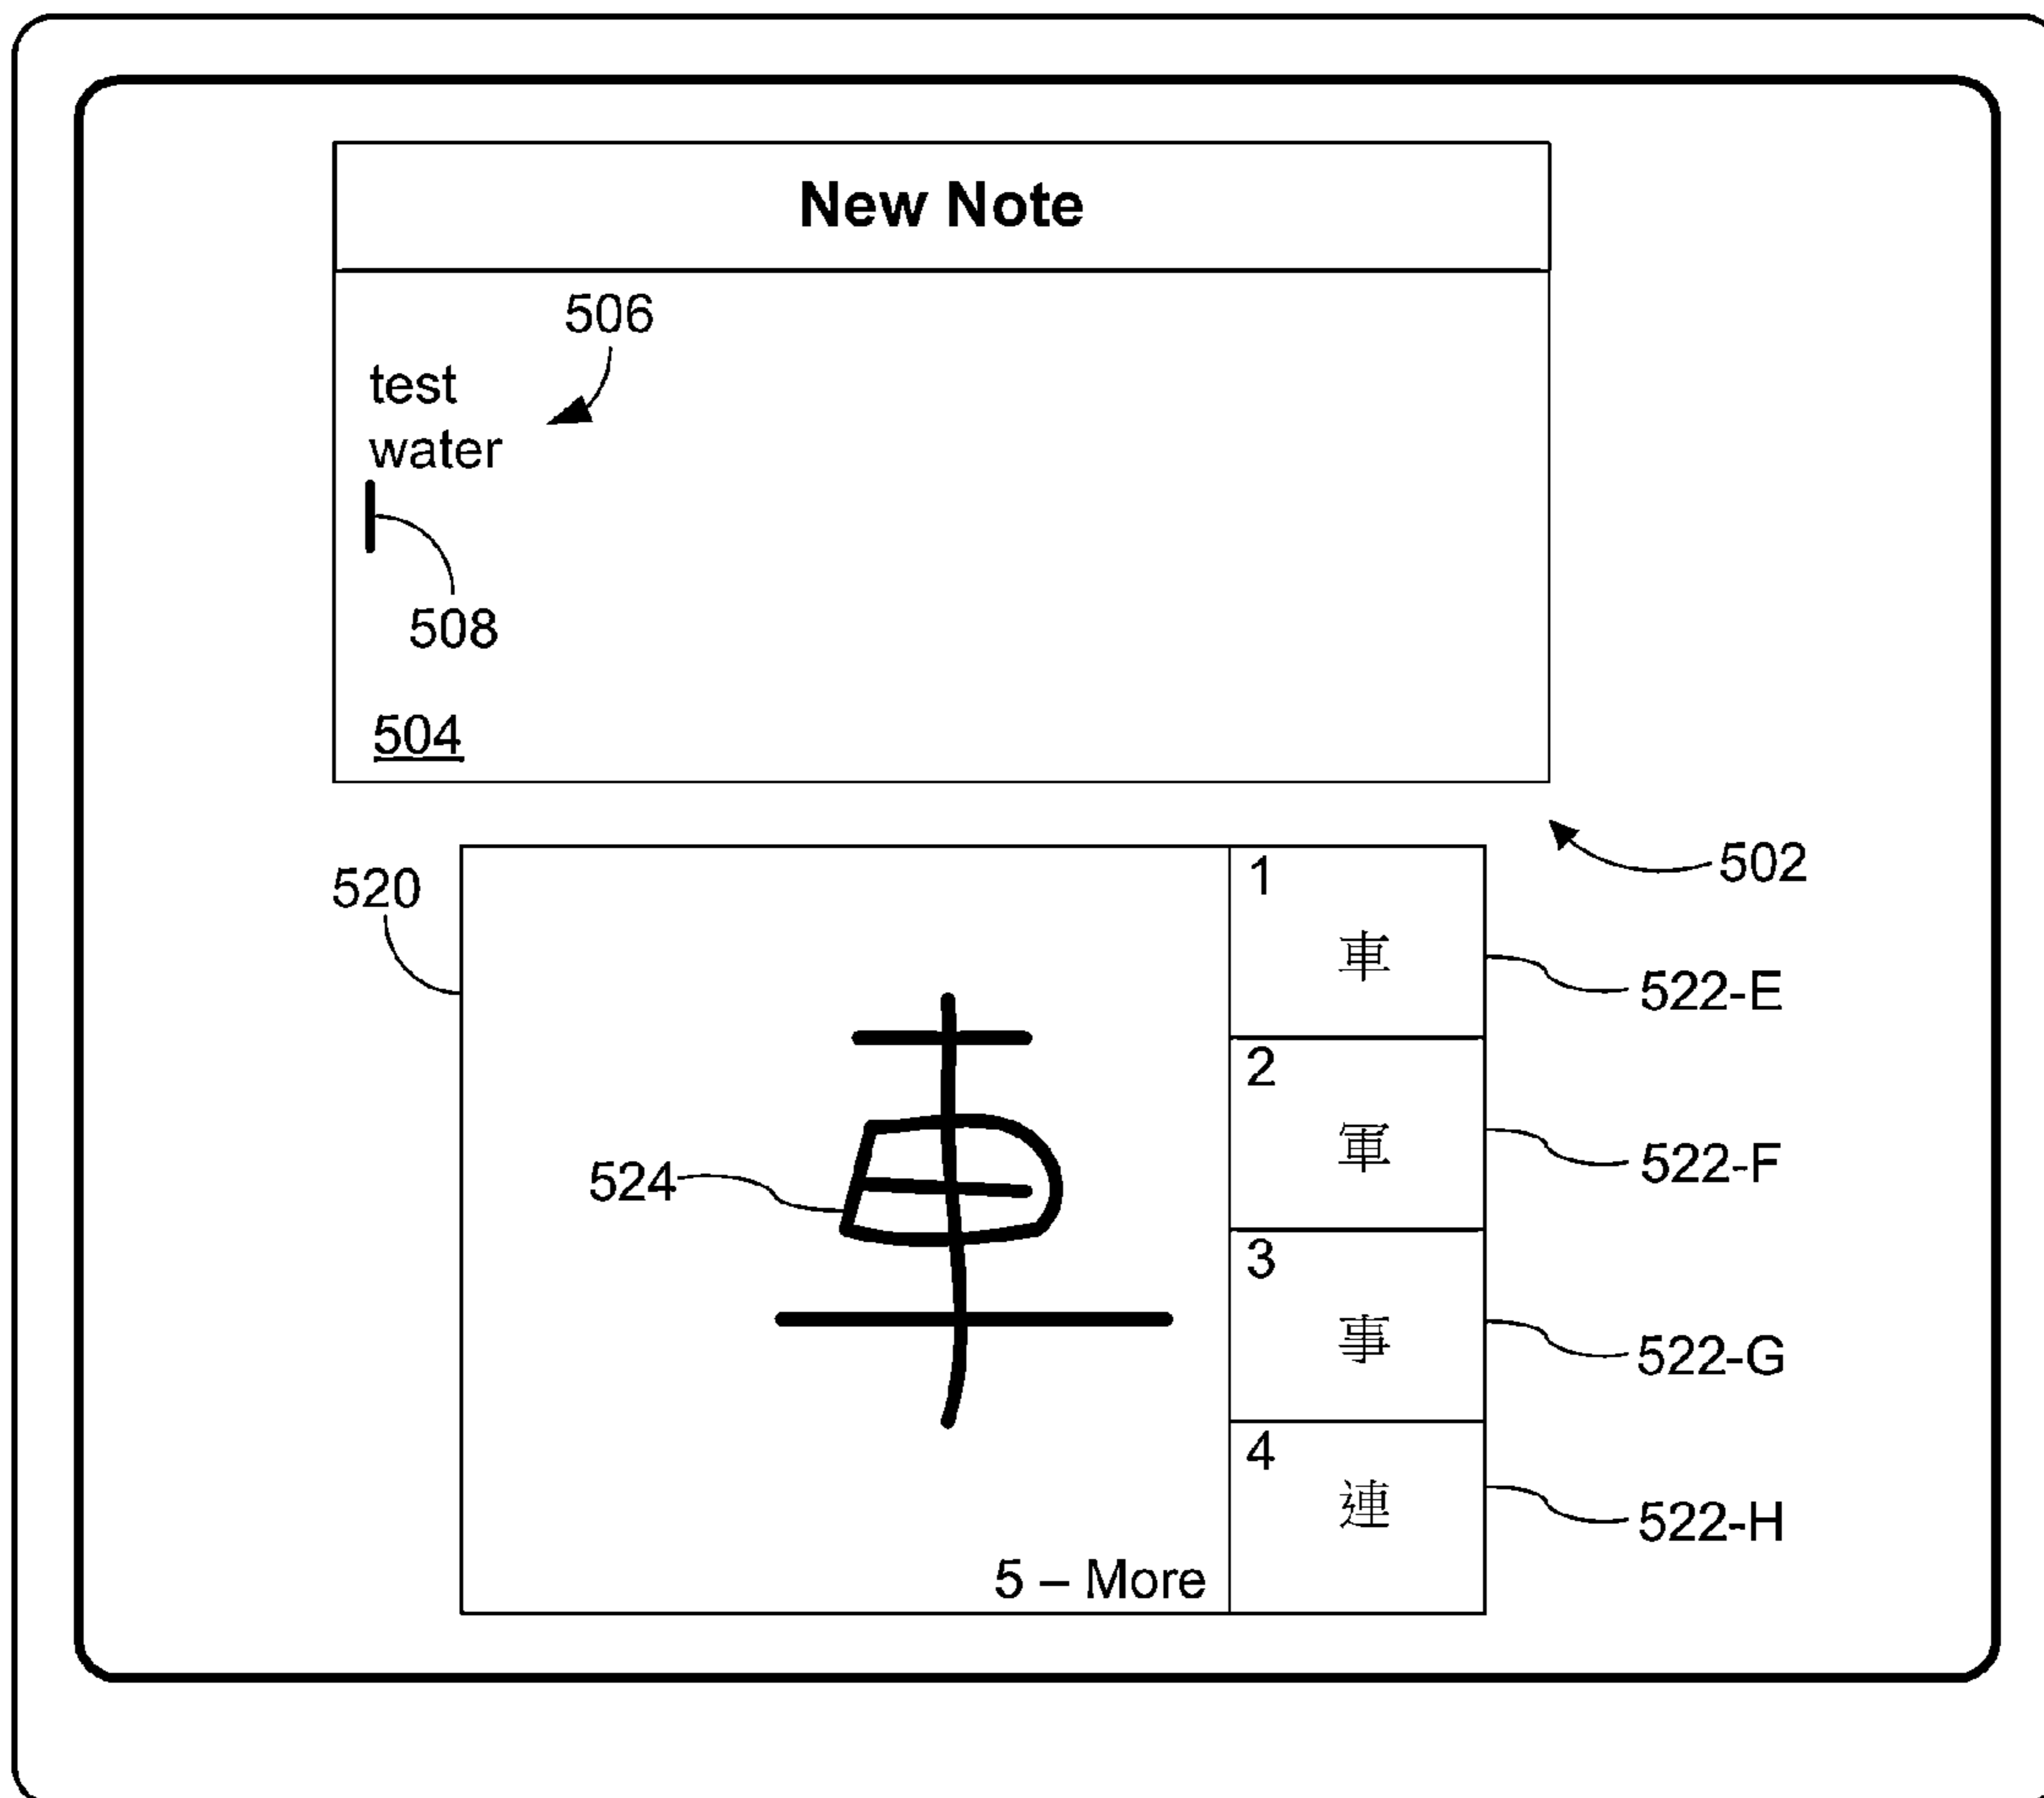 New Note
506
test
water
508
504
502
520
1
車
522-E
2
軍
522-F
車
524
3
事
522-G
4
連
522-H
5 – More